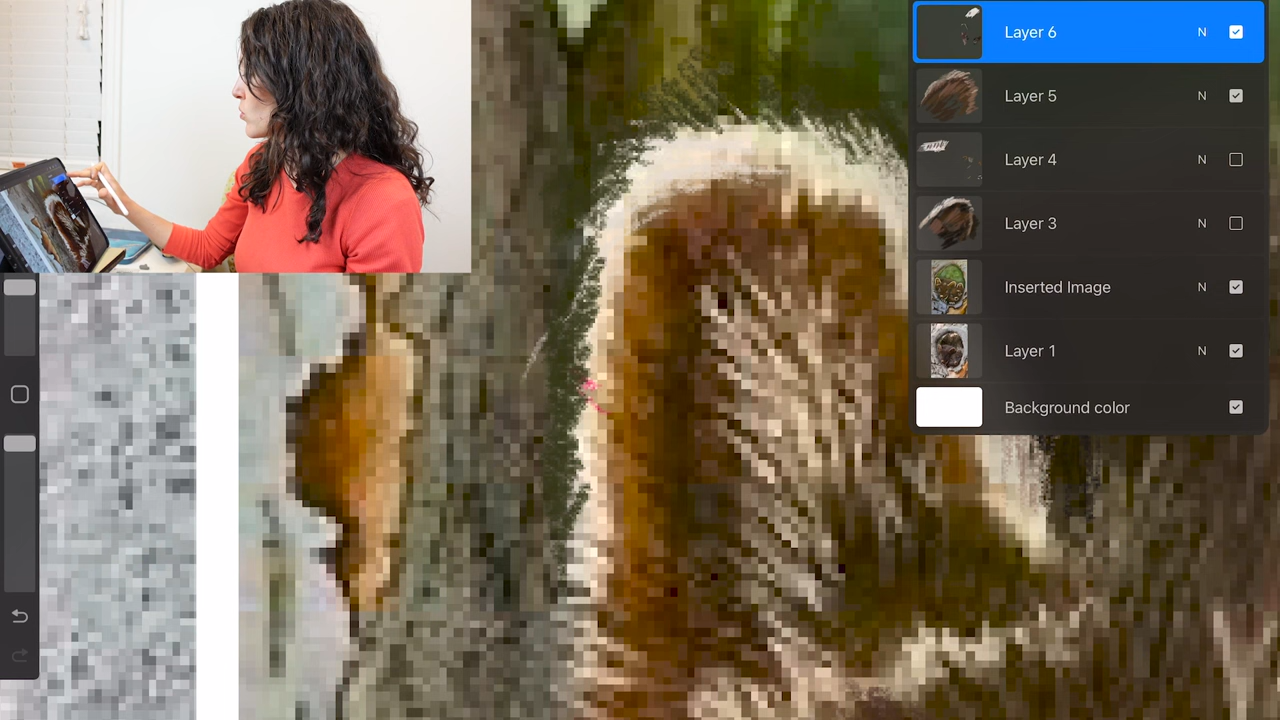 Layer 6 N
Layer 5 N
Layer 4 N
Layer 3 N
Inserted Image N
Layer 1 N
Background color